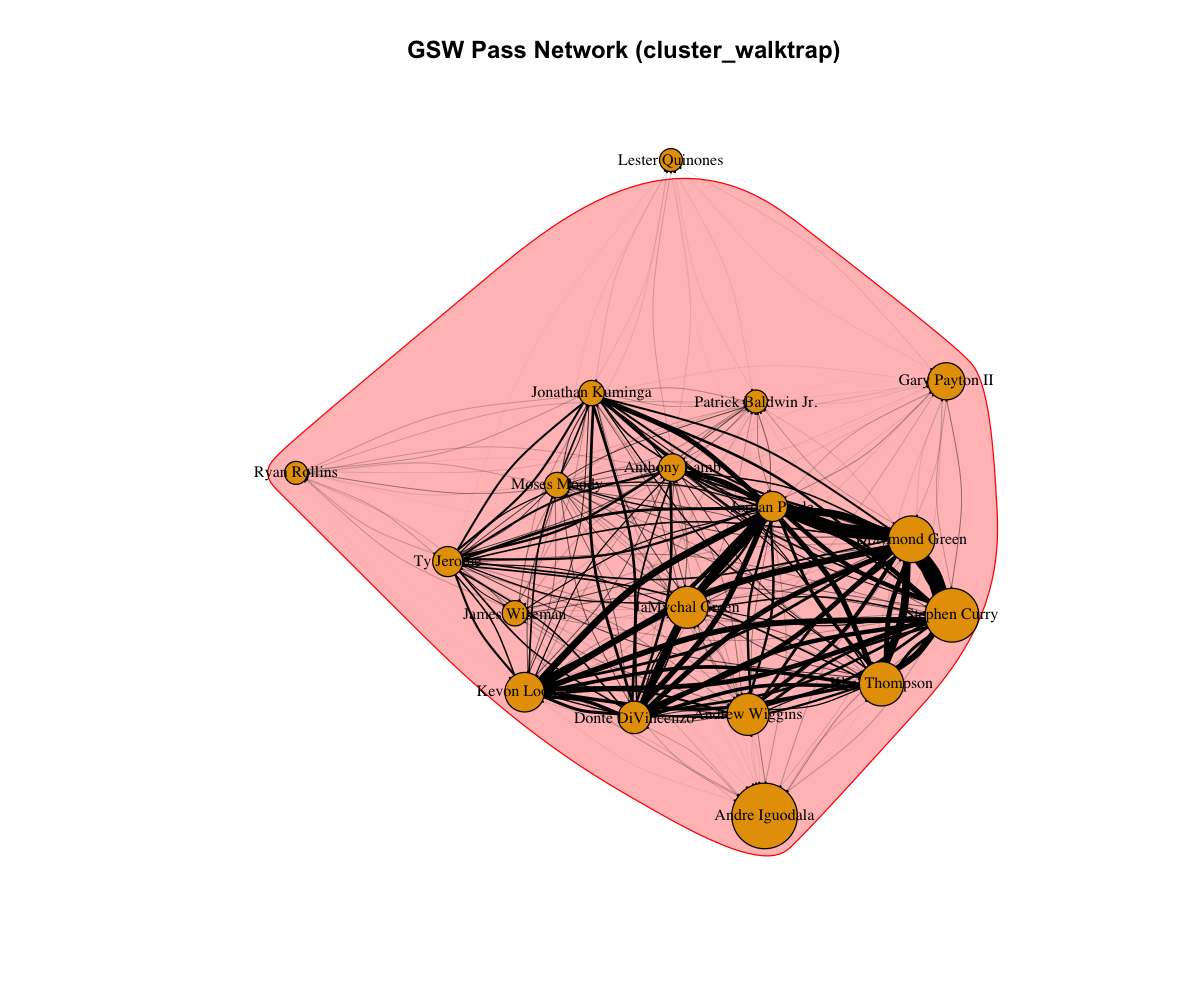 GSW Pass Network (cluster_walktrap)
Lester Quinones
Gary Payton II
Jonathan Kuminga
Patrick Baldwin Jr.
Anthony Lamb
Ryan Rollins
Moses Moody
Jordan Poole
Draymond Green
Ty Jerome
JaMychal Green
James Wiseman
Stephen Curry
Thompson
Kevon Looney
Donte DiVincenzo
Andrew Wiggins
Andre Iguodala